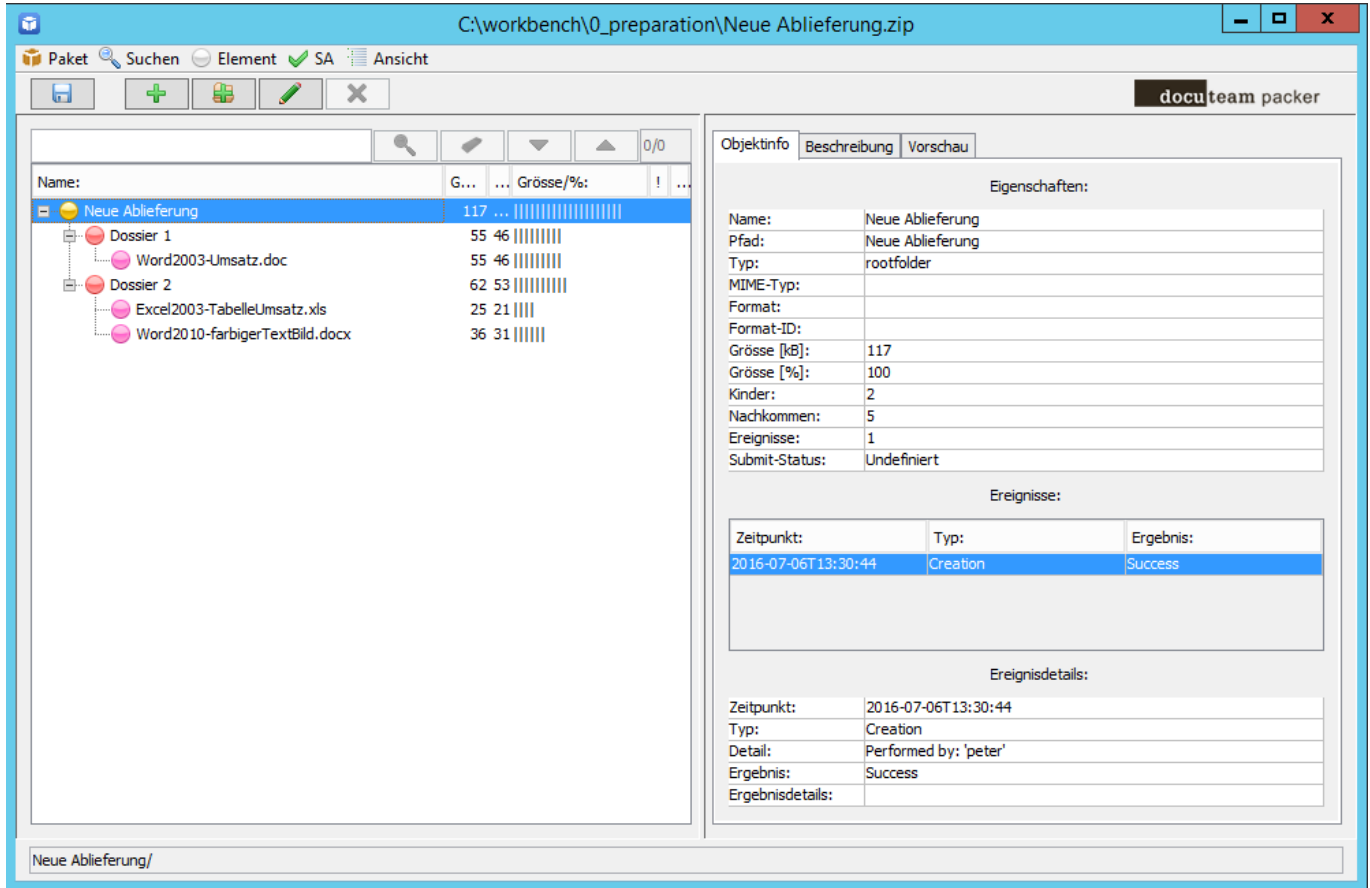 C:\workbench\0_preparation\Neue Ablieferung.zip
Paket Suchen Element SA Ansicht
docuteam packer
0/0
Name: G... ... Grösse/%: ! ...
Neue Ablieferung 117 ...
Dossier 1 55 46
Word2003-Umsatz.doc 55 46
Dossier 2 62 53
Excel2003-TabelleUmsatz.xls 25 21
Word2010-farbigerTextBild.docx 36 31
Objektinfo Beschreibung Vorschau
Eigenschaften:
Name: Neue Ablieferung
Pfad: Neue Ablieferung
Typ: rootfolder
MIME-Typ:
Format:
Format-ID:
Grösse [kB]: 117
Grösse [%]: 100
Kinder: 2
Nachkommen: 5
Ereignisse: 1
Submit-Status: Undefiniert
Ereignisse:
Zeitpunkt: Typ: Ergebnis:
2016-07-06T13:30:44 Creation Success
Ereignisdetails:
Zeitpunkt: 2016-07-06T13:30:44
Typ: Creation
Detail: Performed by: 'peter'
Ergebnis: Success
Ergebnisdetails:
Neue Ablieferung/